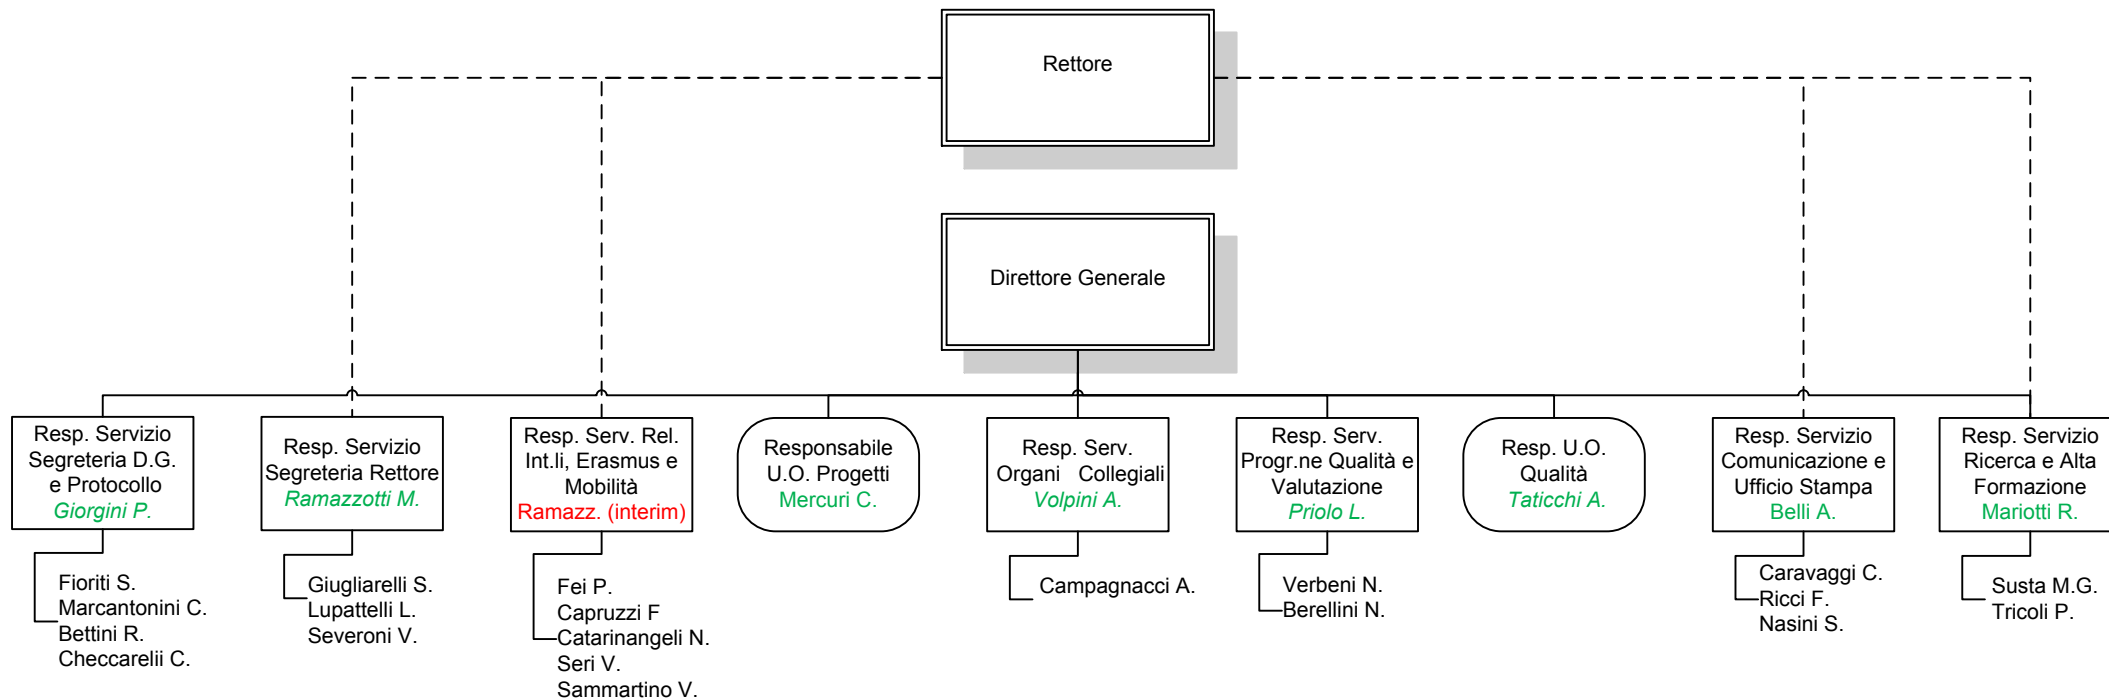 Rettore
Direttore Generale
Resp. Servizio
Segreteria D.G.
e Protocollo
Giorgini P.
Resp. Servizio
Segreteria Rettore
Ramazzotti M.
Resp. Serv. Rel.
Int.li, Erasmus e
Mobilità
Ramazz. (interim)
Responsabile
U.O. Progetti
Mercuri C.
Resp. Serv.
Organi Collegiali
Volpini A.
Resp. Serv.
Progr.ne Qualità e
Valutazione
Priolo L.
Resp. U.O.
Qualità
Taticchi A.
Resp. Servizio
Comunicazione e
Ufficio Stampa
Belli A.
Resp. Servizio
Ricerca e Alta
Formazione
Mariotti R.
Fioriti S.
Marcantonini C.
Bettini R.
Checcarelii C.
Giugliarelli S.
Lupattelli L.
Severoni V.
Fei P.
Capruzzi F
Catarinangeli N.
Seri V.
Sammartino V.
Campagnacci A.
Verbeni N.
Berellini N.
Caravaggi C.
Ricci F.
Nasini S.
Susta M.G.
Tricoli P.